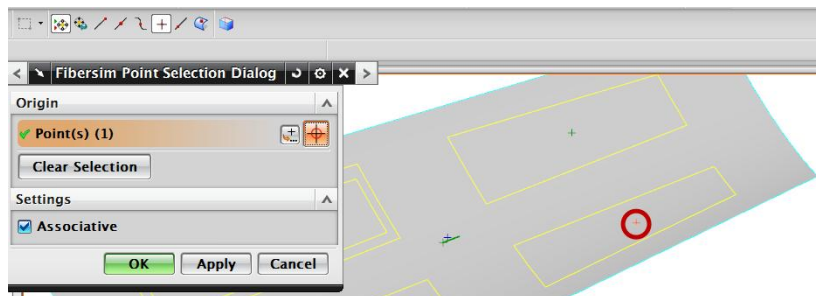 Fibersim Point Selection Dialog
Origin
Point(s) (1)
Clear Selection
Settings
Associative
OK Apply Cancel